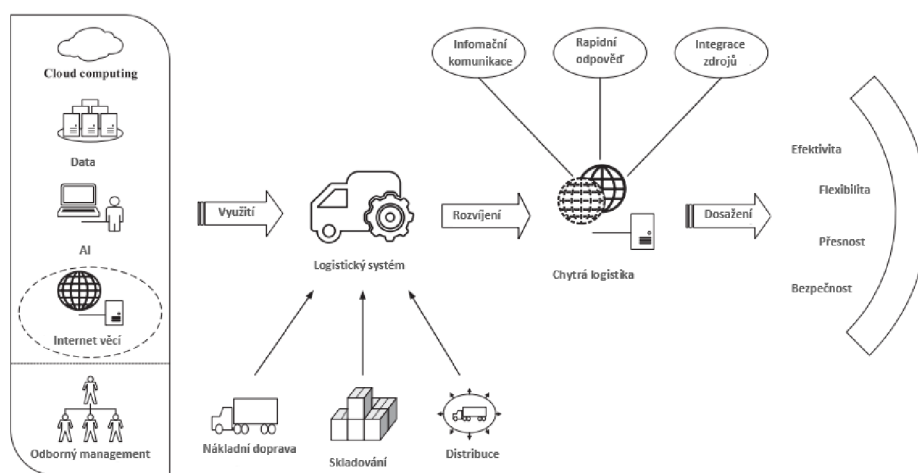 Cloud computing
Data
AI
Internet věcí
Odborný management
Využití
Logistický systém
Nákladní doprava
Skladování
Distribuce
Rozvíjení
Infomační
komunikace
Rapidní
odpověď
Integrace
zdrojů
Chytrá logistika
Dosažení
Efektivita
Flexibilita
Přesnost
Bezpečnost